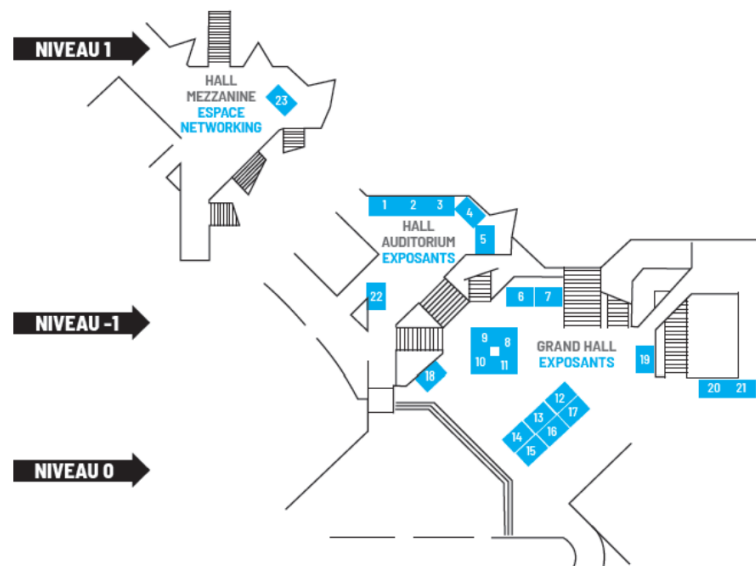 NIVEAU 1
HALL
MEZZANINE
ESPACE
NETWORKING
23
1 2 3 4
5
HALL
AUDITORIUM
EXPOSANTS
22
NIVEAU -1
6 7
9 8
10 11
GRAND HALL
EXPOSANTS
19
18
20 21
12
13 17
14 16
15
NIVEAU 0